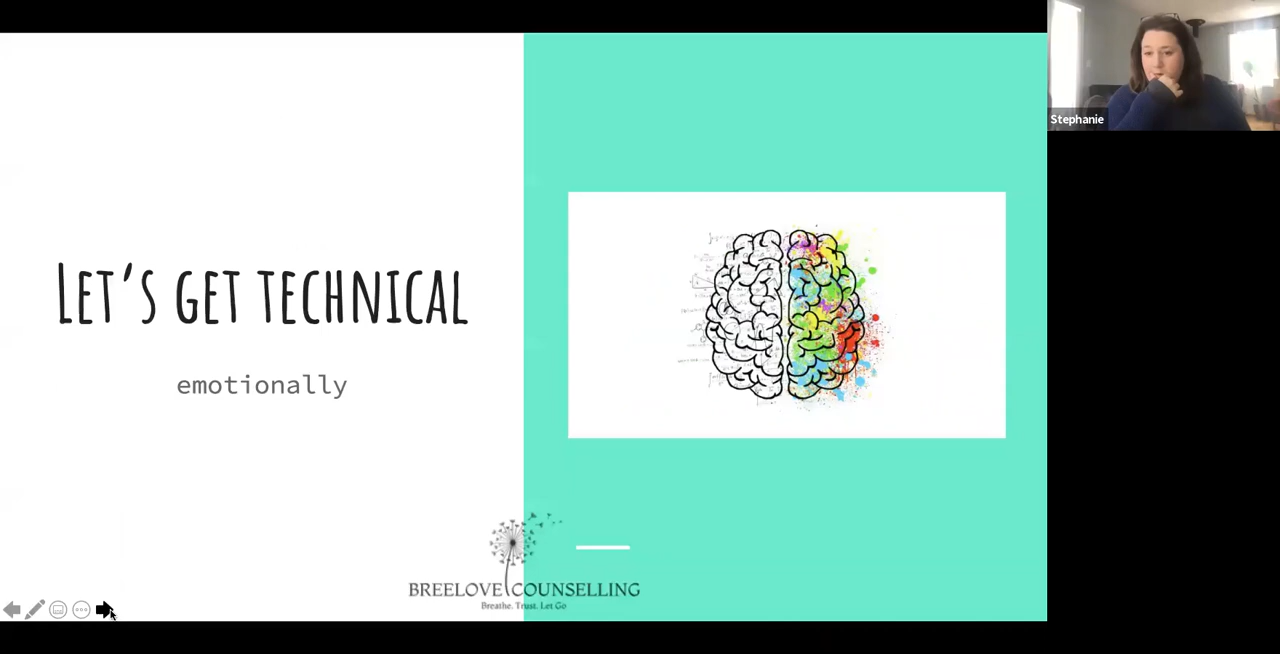 LET'S GET TECHNICAL
emotionally
BREELOVE COUNSELLING
Breathe. Trust. Let Go
Stephanie